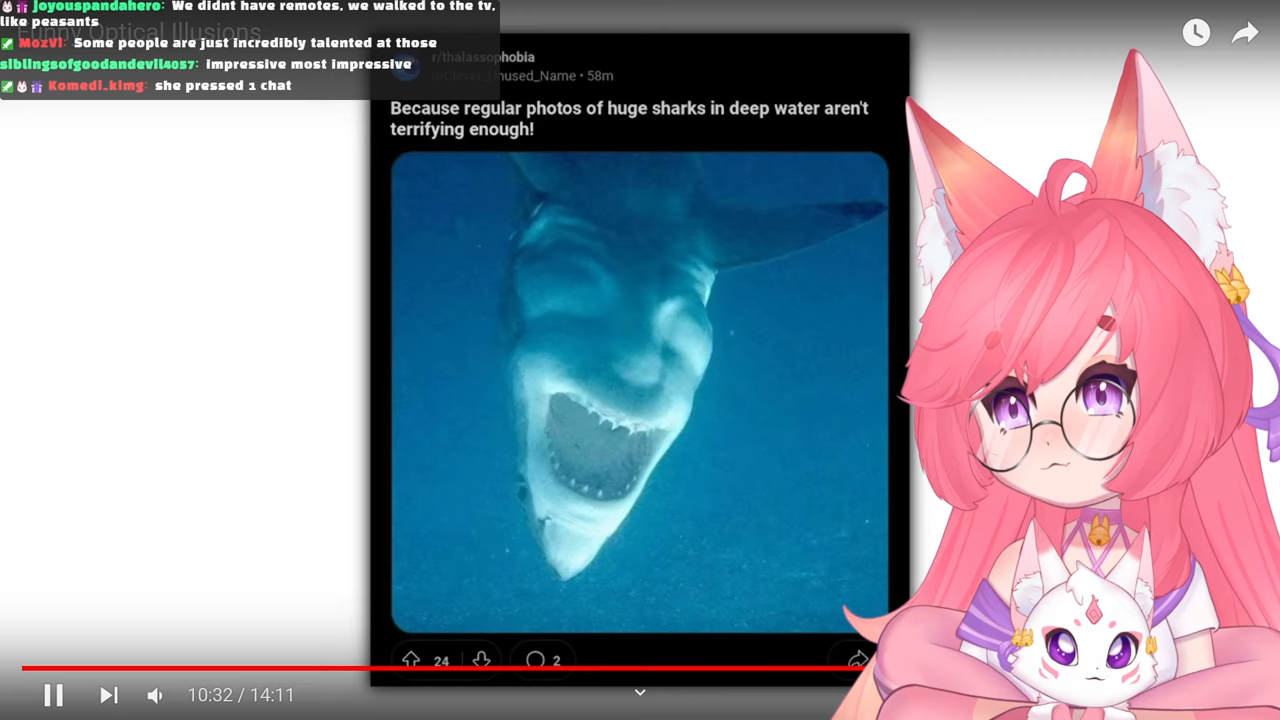 joyouspandahero: We didnt have remotes, we walked to the tv,
like peasants
Funny Optical Illusions
MozVi: Some people are just incredibly talented at those
siblingsofgoodandevil4057: impressive most impressive
Komedi_kimg: she pressed 1 chat
r/thalassophobia
u/Clever_Unused_Name • 58m
Because regular photos of huge sharks in deep water aren't
terrifying enough!
24
2
10:32 / 14:11